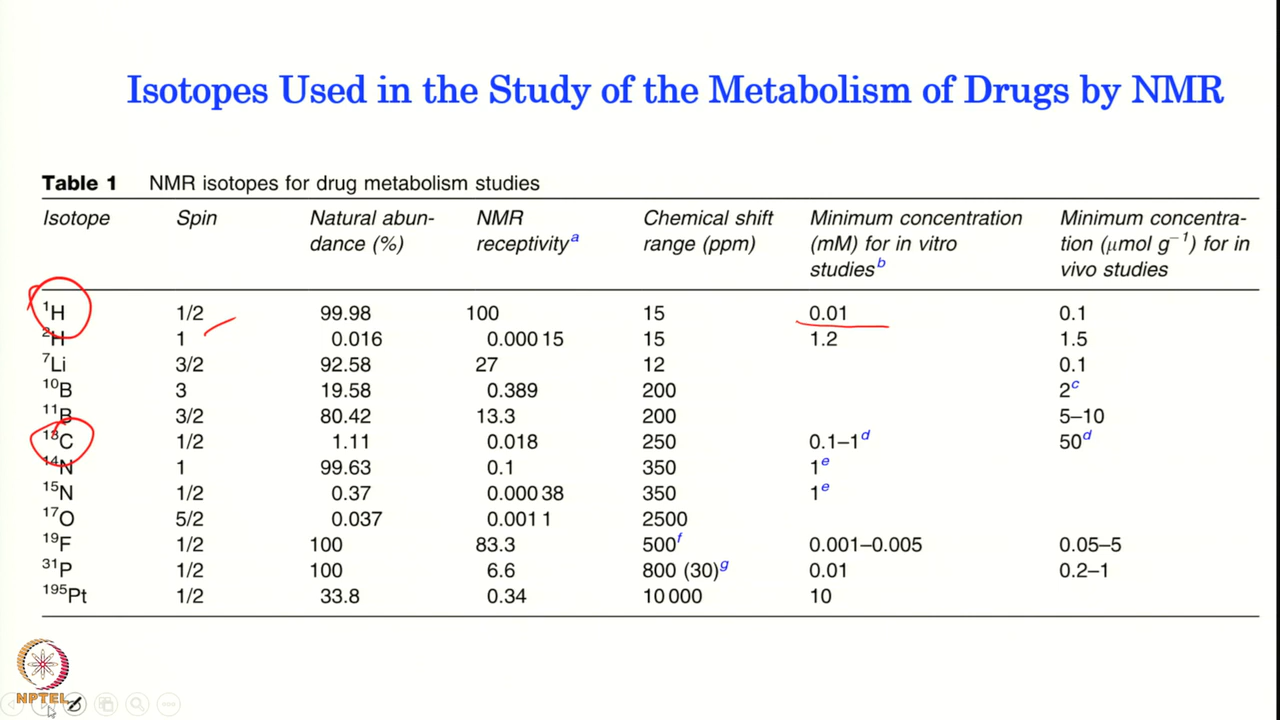 Isotopes Used in the Study of the Metabolism of Drugs by NMR
Table 1 NMR isotopes for drug metabolism studies
Isotope Spin Natural abun- NMR Chemical shift Minimum concentration Minimum concentra-
dance (%) receptivityᵃ range (ppm) (mM) for in vitro tion (μmol g⁻¹) for in
studiesᵇ vivo studies
¹H 1/2 99.98 100 15 0.01 0.1
²H 1 0.016 0.000 15 15 1.2 1.5
⁷Li 3/2 92.58 27 12 0.1
¹⁰B 3 19.58 0.389 200 2ᶜ
¹¹B 3/2 80.42 13.3 200 5–10
¹³C 1/2 1.11 0.018 250 0.1–1ᵈ 50ᵈ
¹⁴N 1 99.63 0.1 350 1ᵉ
¹⁵N 1/2 0.37 0.000 38 350 1ᵉ
¹⁷O 5/2 0.037 0.001 1 2500
¹⁹F 1/2 100 83.3 500ᶠ 0.001–0.005 0.05–5
³¹P 1/2 100 6.6 800 (30)ᵍ 0.01 0.2–1
¹⁹⁵Pt 1/2 33.8 0.34 10 000 10
NPTEL